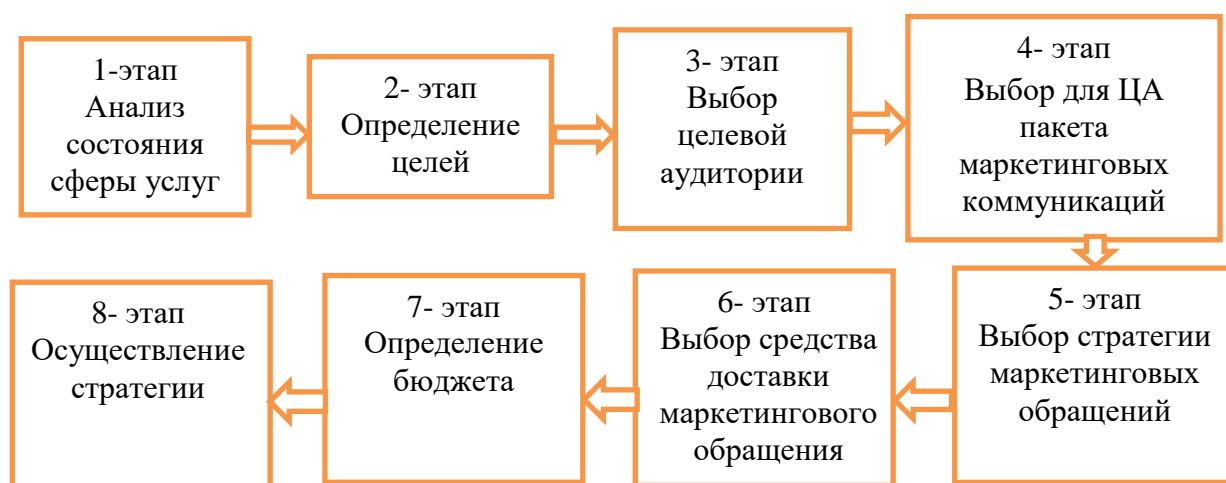 1-этап
Анализ
состояния
сферы услуг
2- этап
Определение
целей
3- этап
Выбор
целевой
аудитории
4- этап
Выбор для ЦА
пакета
маркетинговых
коммуникаций
5- этап
Выбор стратегии
маркетинговых
обращений
6- этап
Выбор средства
доставки
маркетингового
обращения
7- этап
Определение
бюджета
8- этап
Осуществление
стратегии